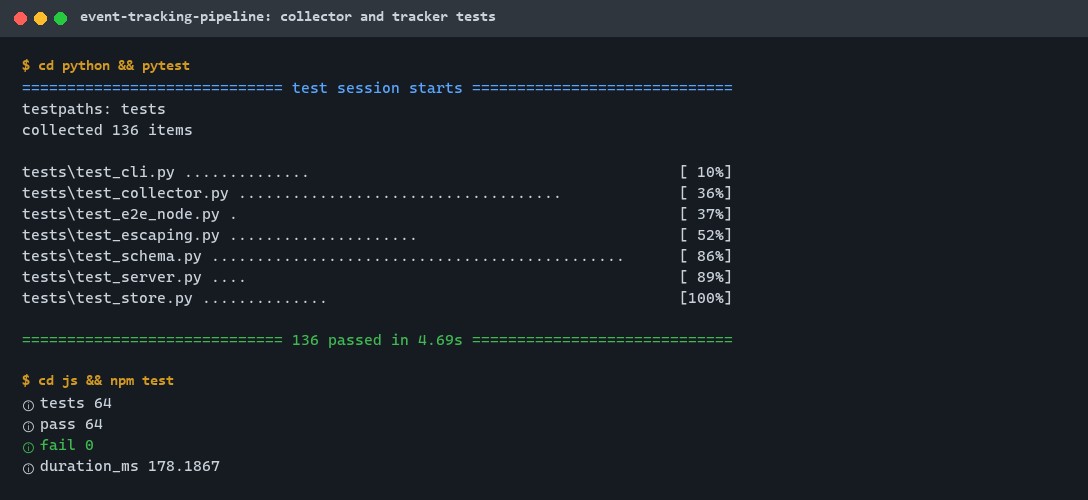 event-tracking-pipeline: collector and tracker tests
$ cd python && pytest
============================= test session starts =============================
testpaths: tests
collected 136 items
tests\test_cli.py .............. [ 10%]
tests\test_collector.py .................................... [ 36%]
tests\test_e2e_node.py . [ 37%]
tests\test_escaping.py ..................... [ 52%]
tests\test_schema.py .............................................. [ 86%]
tests\test_server.py .... [ 89%]
tests\test_store.py .............. [100%]
============================= 136 passed in 4.69s =============================
$ cd js && npm test
ⓘ tests 64
ⓘ pass 64
ⓘ fail 0
ⓘ duration_ms 178.1867